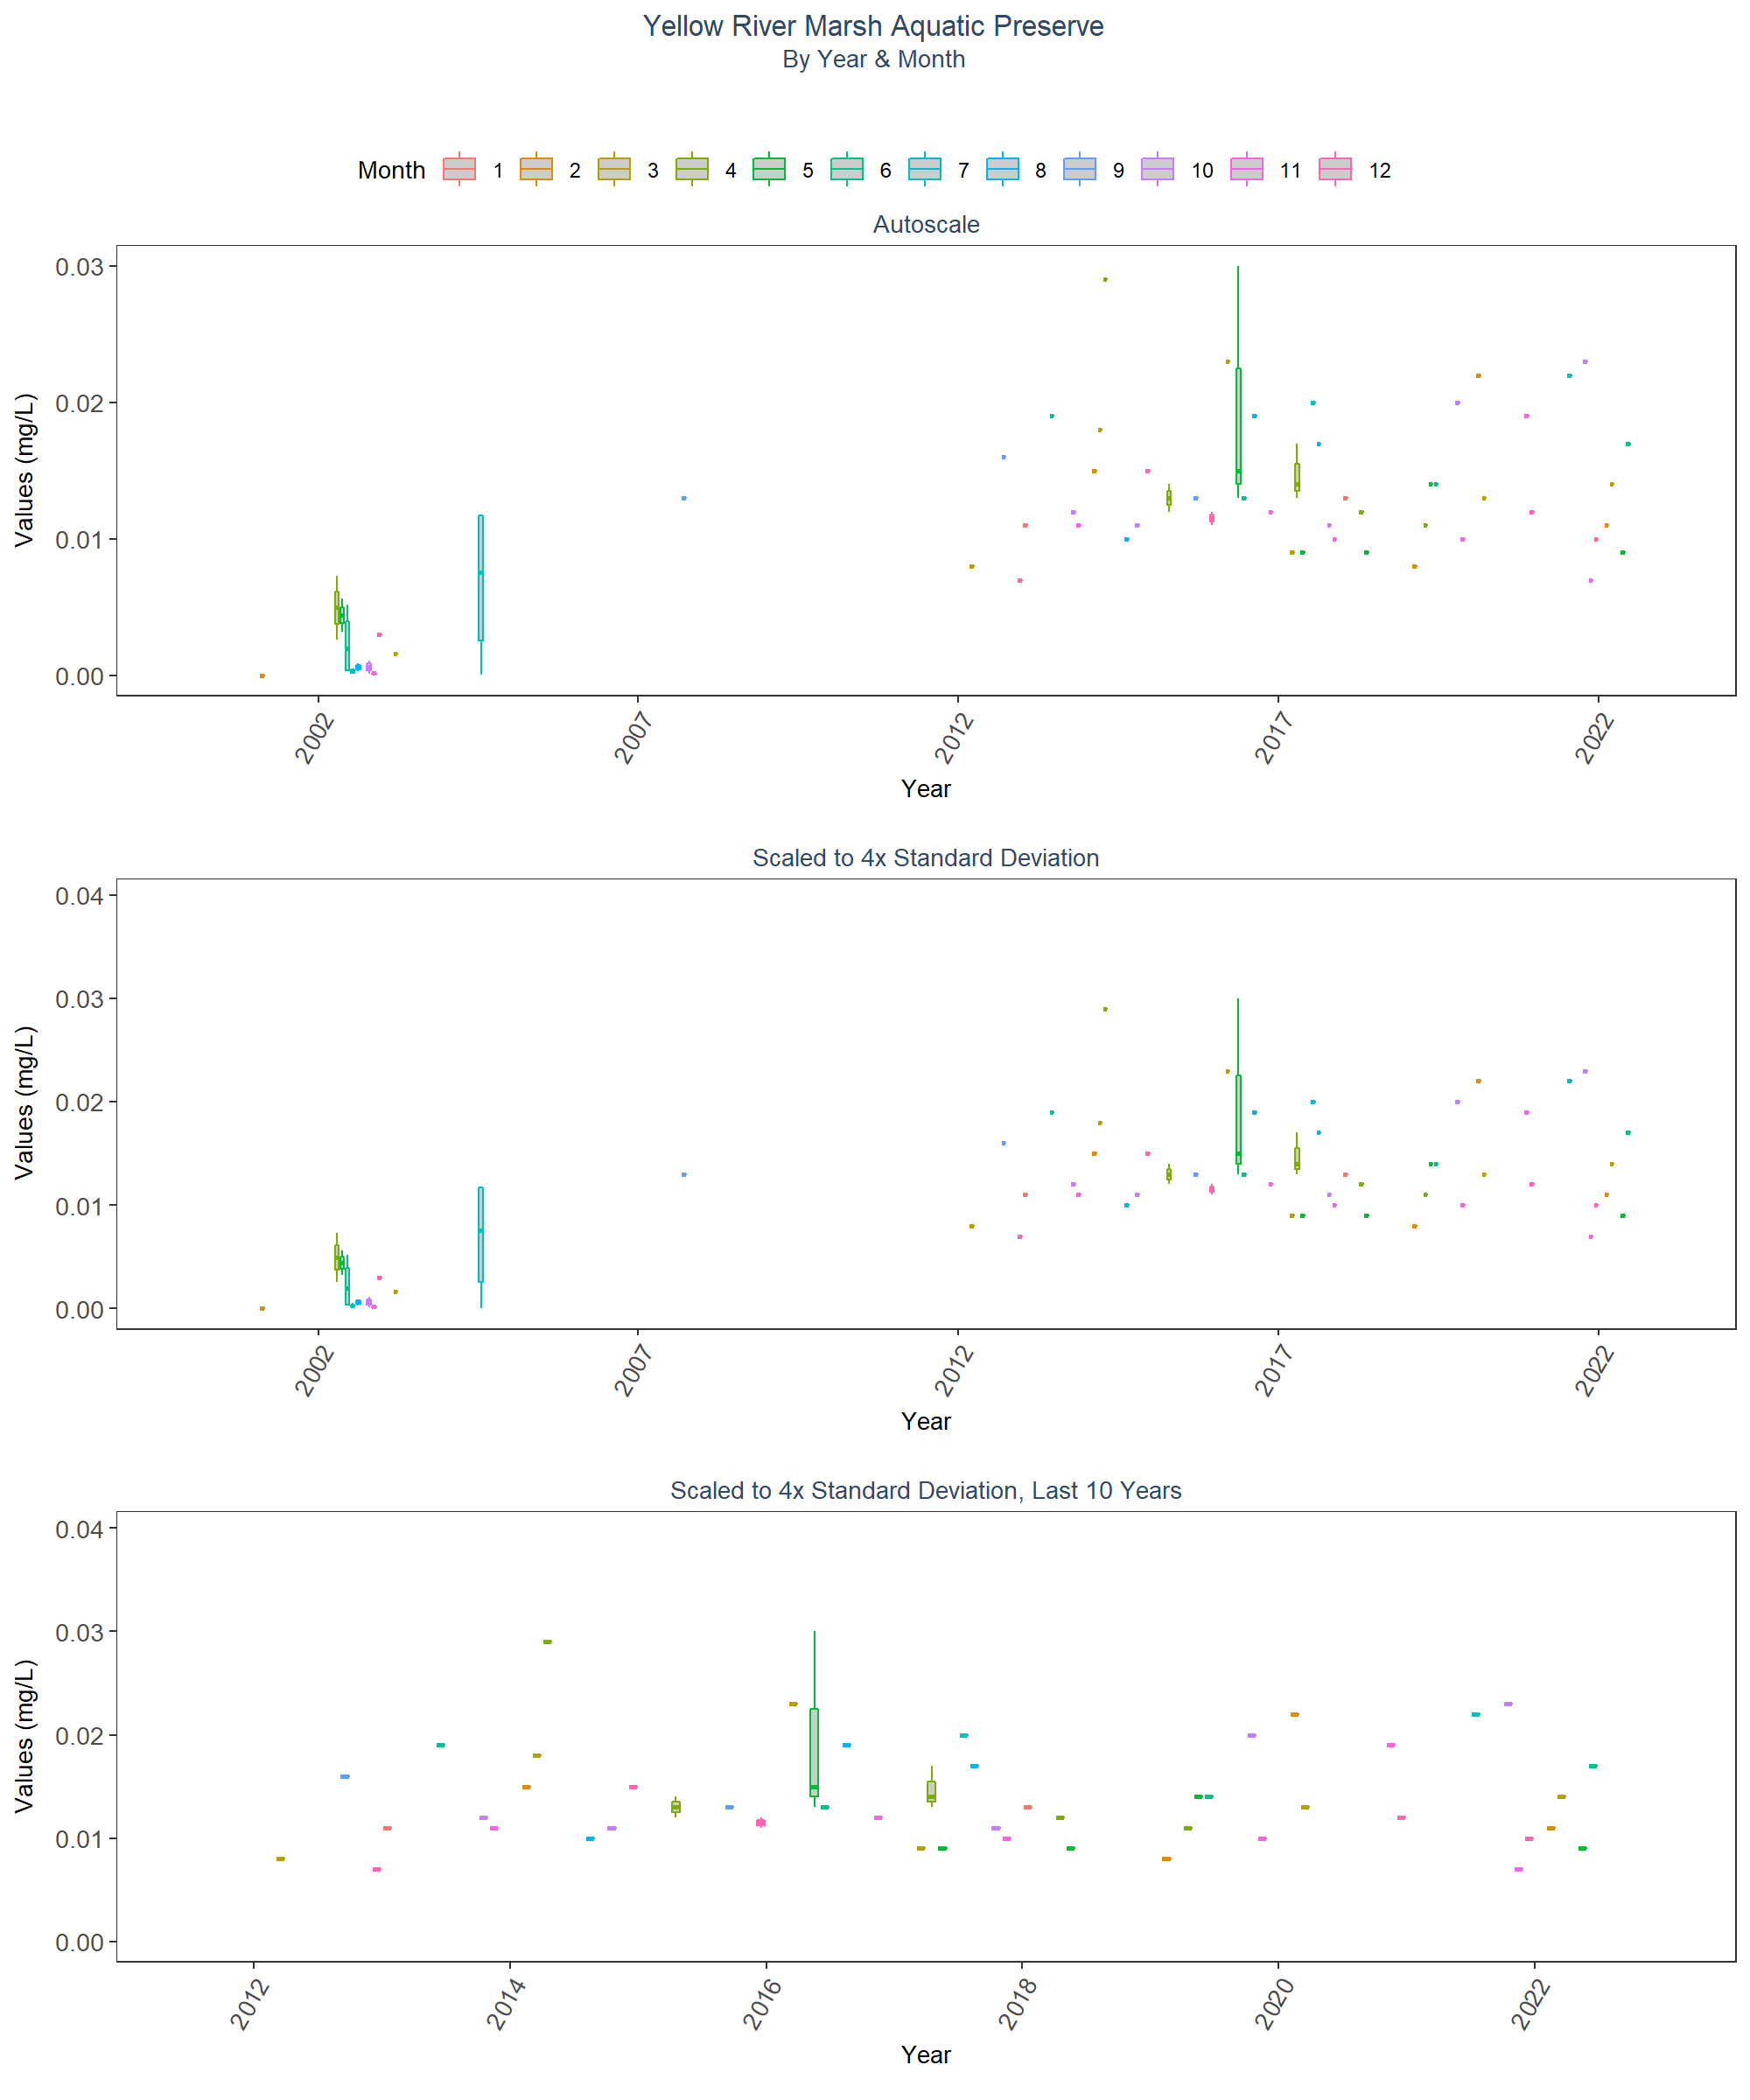 Yellow River Marsh Aquatic Preserve
By Year & Month
Month 1 2 3 4 5 6 7 8 9 10 11 12
Autoscale
Values (mg/L)
0.03
0.02
0.01
0.00
2002 2007 2012 2017 2022
Year
Scaled to 4x Standard Deviation
Values (mg/L)
0.04
0.03
0.02
0.01
0.00
2002 2007 2012 2017 2022
Year
Scaled to 4x Standard Deviation, Last 10 Years
Values (mg/L)
0.04
0.03
0.02
0.01
0.00
2012 2014 2016 2018 2020 2022
Year